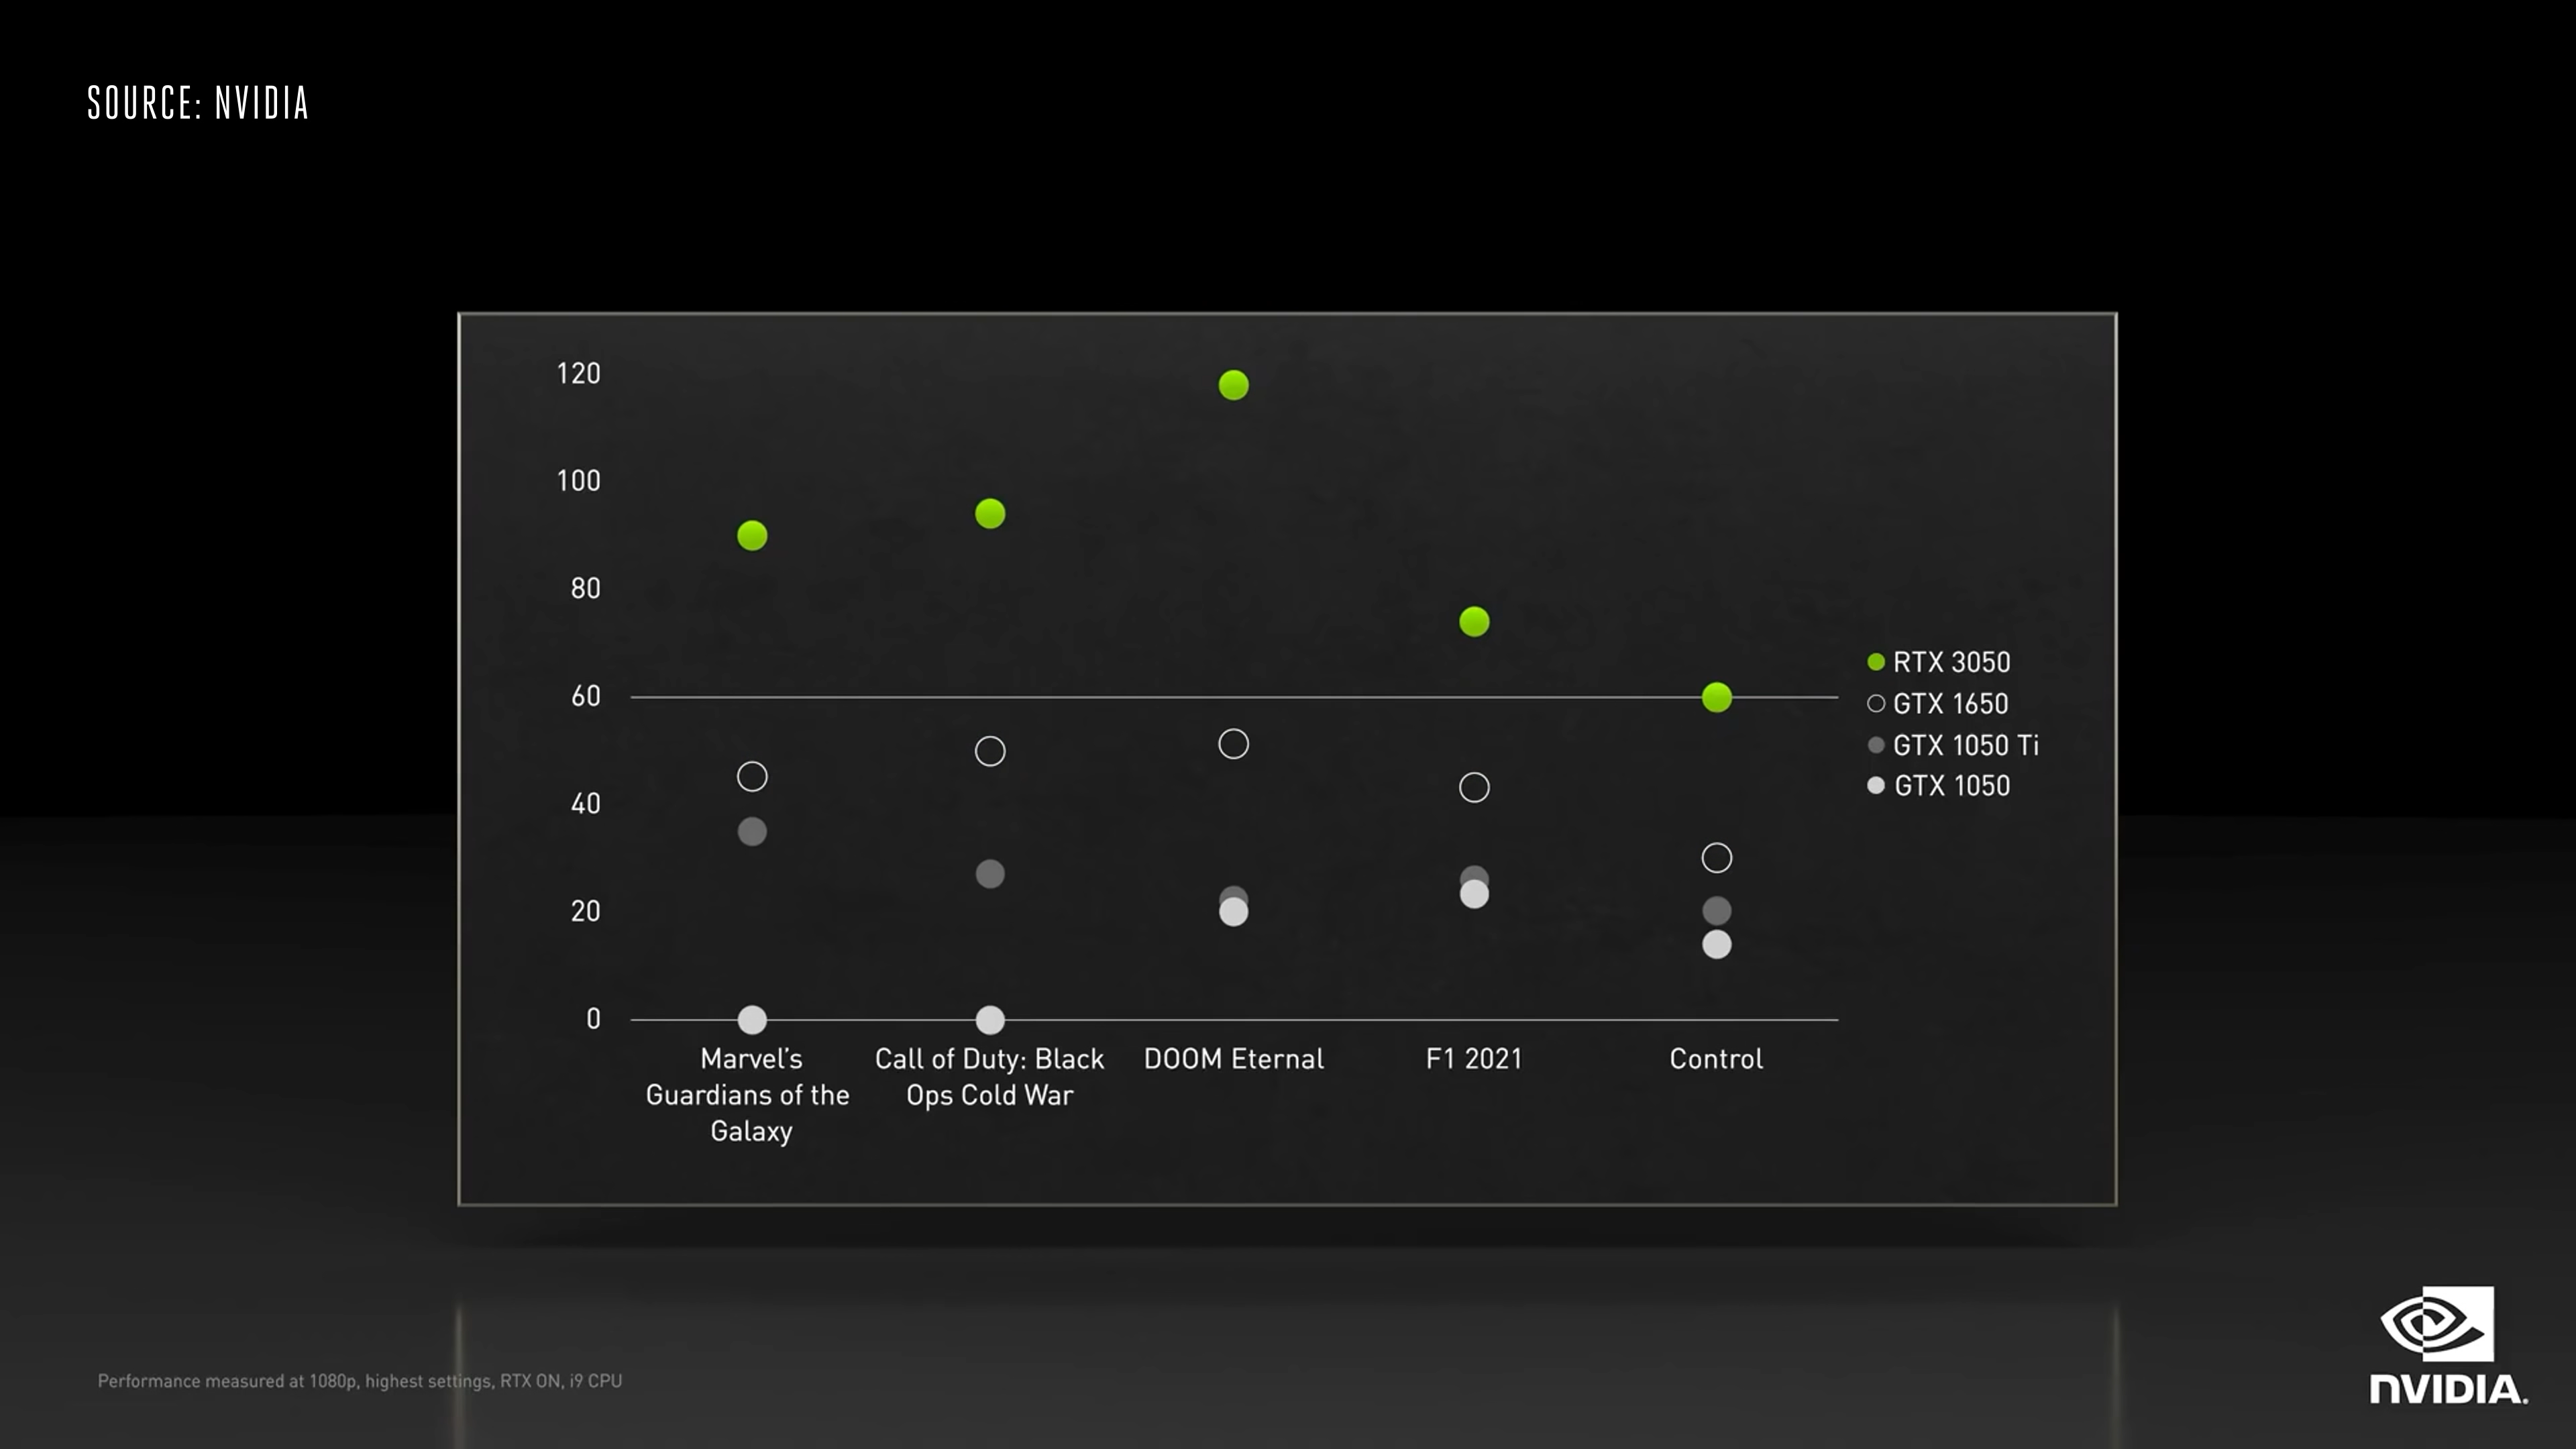 SOURCE: NVIDIA
120
100
80
60
40
20
0
RTX 3050
GTX 1650
GTX 1050 Ti
GTX 1050
Marvel’s
Guardians of the
Galaxy
Call of Duty: Black
Ops Cold War
DOOM Eternal
F1 2021
Control
Performance measured at 1080p, highest settings, RTX ON, i9 CPU
NVIDIA.